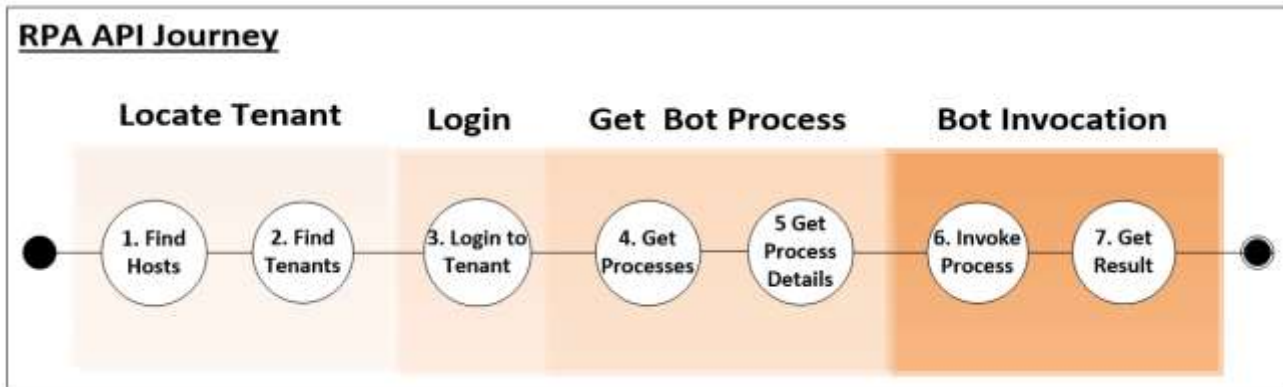 RPA API Journey
Locate Tenant
Login
Get Bot Process
Bot Invocation
1. Find
Hosts
2. Find
Tenants
3. Login to
Tenant
4. Get
Processes
5 Get
Process
Details
6. Invoke
Process
7. Get
Result